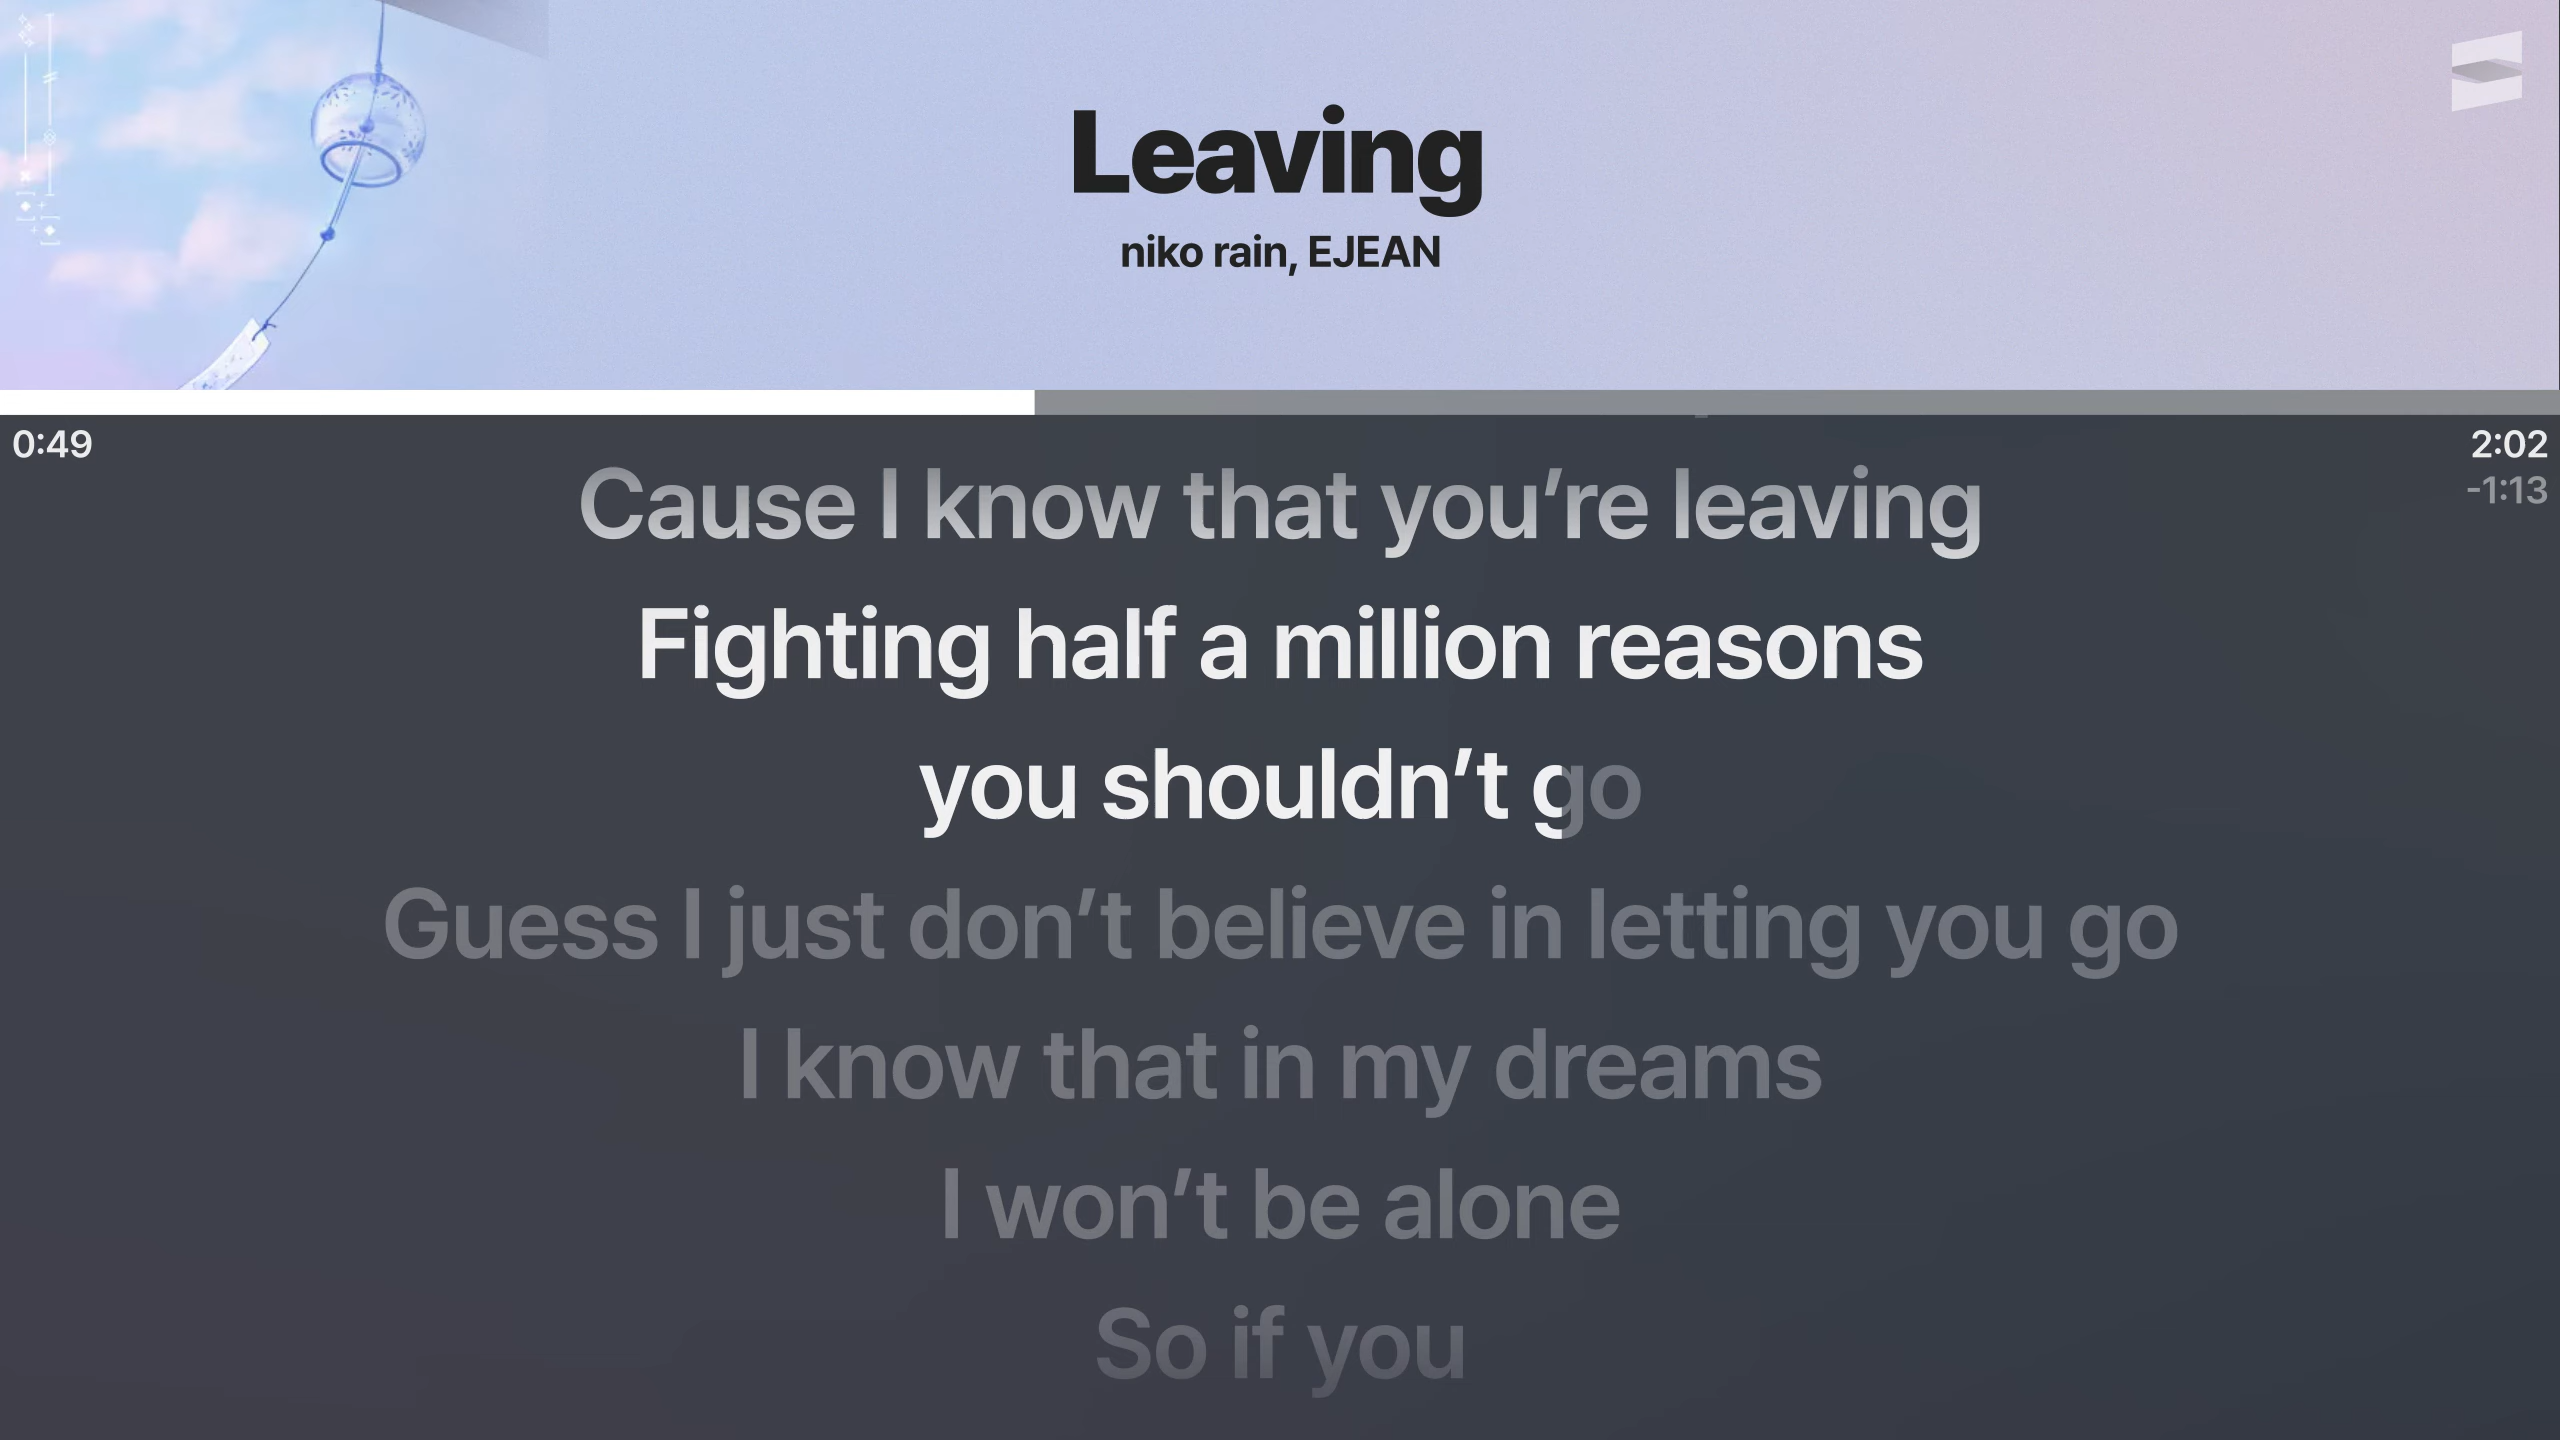 Leaving
niko rain, EJEAN
0:49
2:02
-1:13
Cause I know that you’re leaving
Fighting half a million reasons
you shouldn’t go
Guess I just don’t believe in letting you go
I know that in my dreams
I won’t be alone
So if you